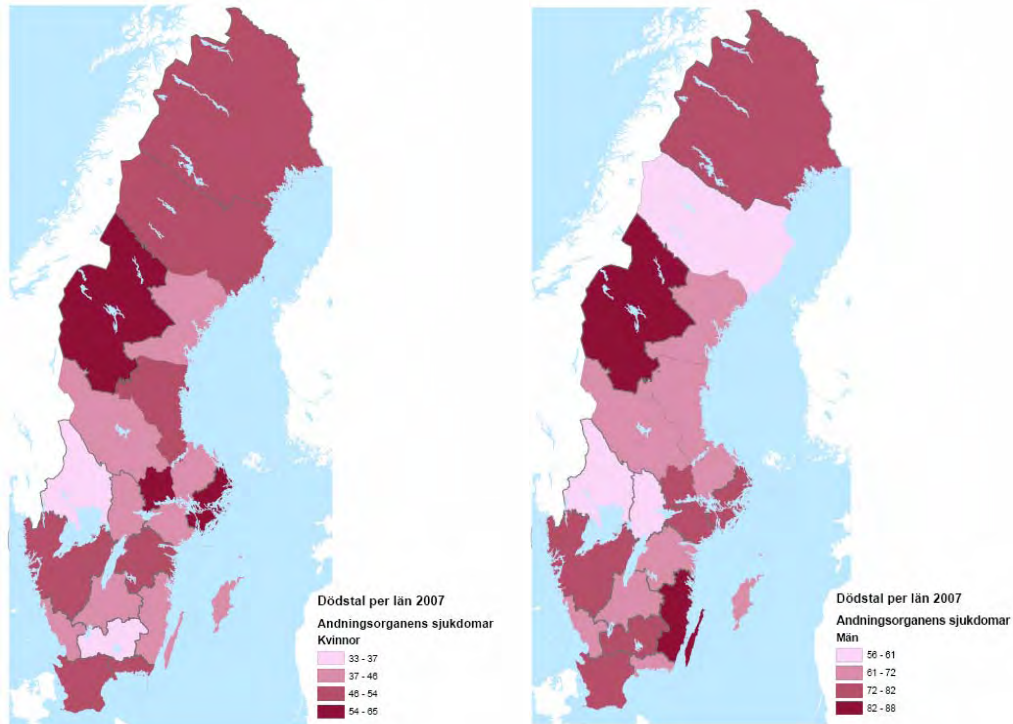 Dödstal per län 2007
Andningsorganens sjukdomar
Kvinnor
33 - 37
37 - 46
46 - 54
54 - 65
Dödstal per län 2007
Andningsorganens sjukdomar
Män
56 - 61
61 - 72
72 - 82
82 - 88